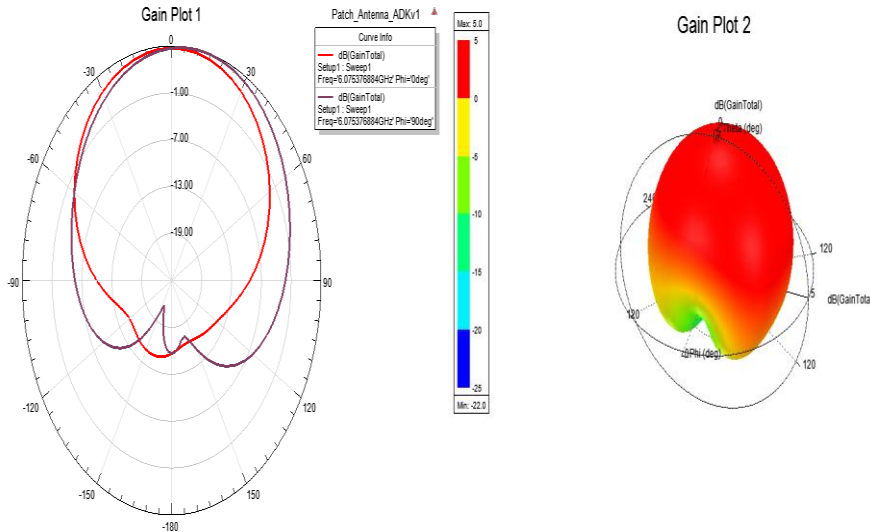 Gain Plot 1
Patch_Antenna_ADKv1
Curve Info
dB(GainTotal)
Setup1 : Sweep1
Freq='6.075376884GHz' Phi='0deg'
dB(GainTotal)
Setup1 : Sweep1
Freq='6.075376884GHz' Phi='90deg'
0
-30
30
-1.00
-7.00
-60
60
-13.00
-19.00
-90
90
-120
120
-150
150
-180
Max: 5.0
5
0
-5
-10
-15
-20
-25
Min: -22.0
Gain Plot 2
dB(GainTotal)
Theta (deg)
240
120
5
dB(GainTota
120
Phi (deg)
120